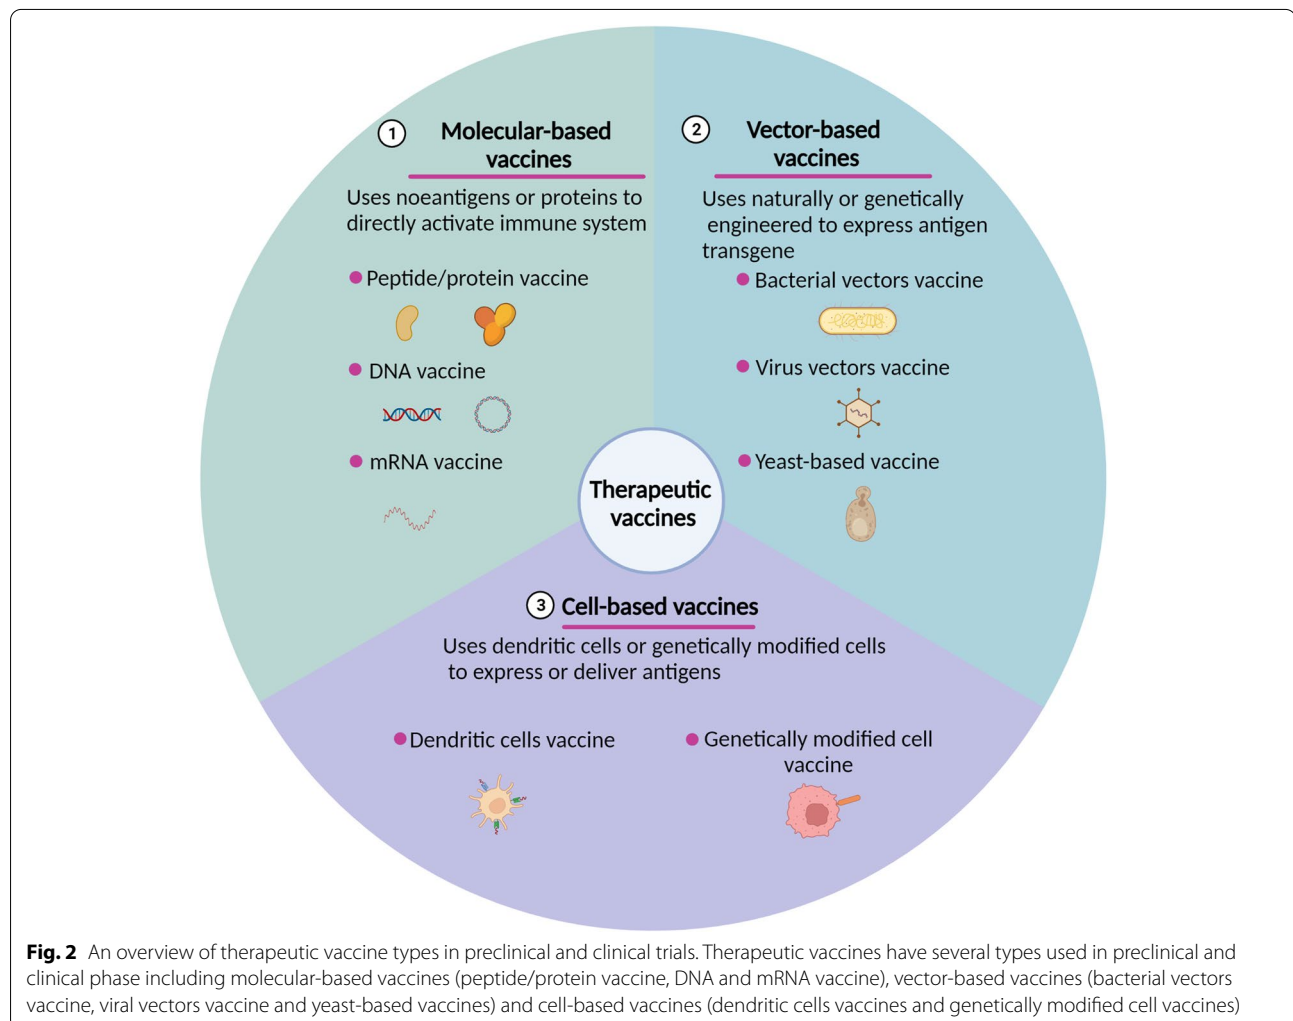 1
Molecular-based
vaccines
Uses noeantigens or proteins to
directly activate immune system
Peptide/protein vaccine
DNA vaccine
mRNA vaccine
2
Vector-based
vaccines
Uses naturally or genetically
engineered to express antigen
transgene
Bacterial vectors vaccine
Virus vectors vaccine
Yeast-based vaccine
Therapeutic
vaccines
3 Cell-based vaccines
Uses dendritic cells or genetically modified cells
to express or deliver antigens
Dendritic cells vaccine
Genetically modified cell
vaccine
Fig. 2 An overview of therapeutic vaccine types in preclinical and clinical trials. Therapeutic vaccines have several types used in preclinical and
clinical phase including molecular-based vaccines (peptide/protein vaccine, DNA and mRNA vaccine), vector-based vaccines (bacterial vectors
vaccine, viral vectors vaccine and yeast-based vaccines) and cell-based vaccines (dendritic cells vaccines and genetically modified cell vaccines)